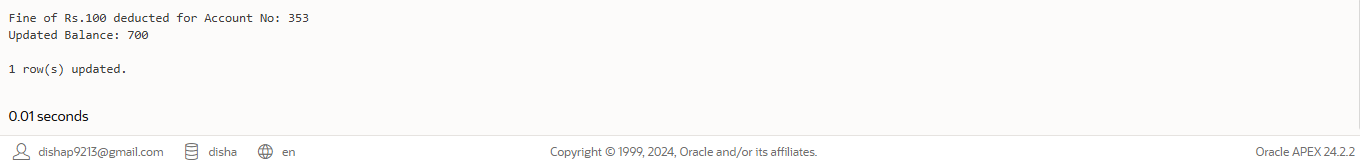 Fine of Rs.100 deducted for Account No: 353
Updated Balance: 700
1 row(s) updated.
0.01 seconds
dishap9213@gmail.com disha en Copyright © 1999, 2024, Oracle and/or its affiliates. Oracle APEX 24.2.2